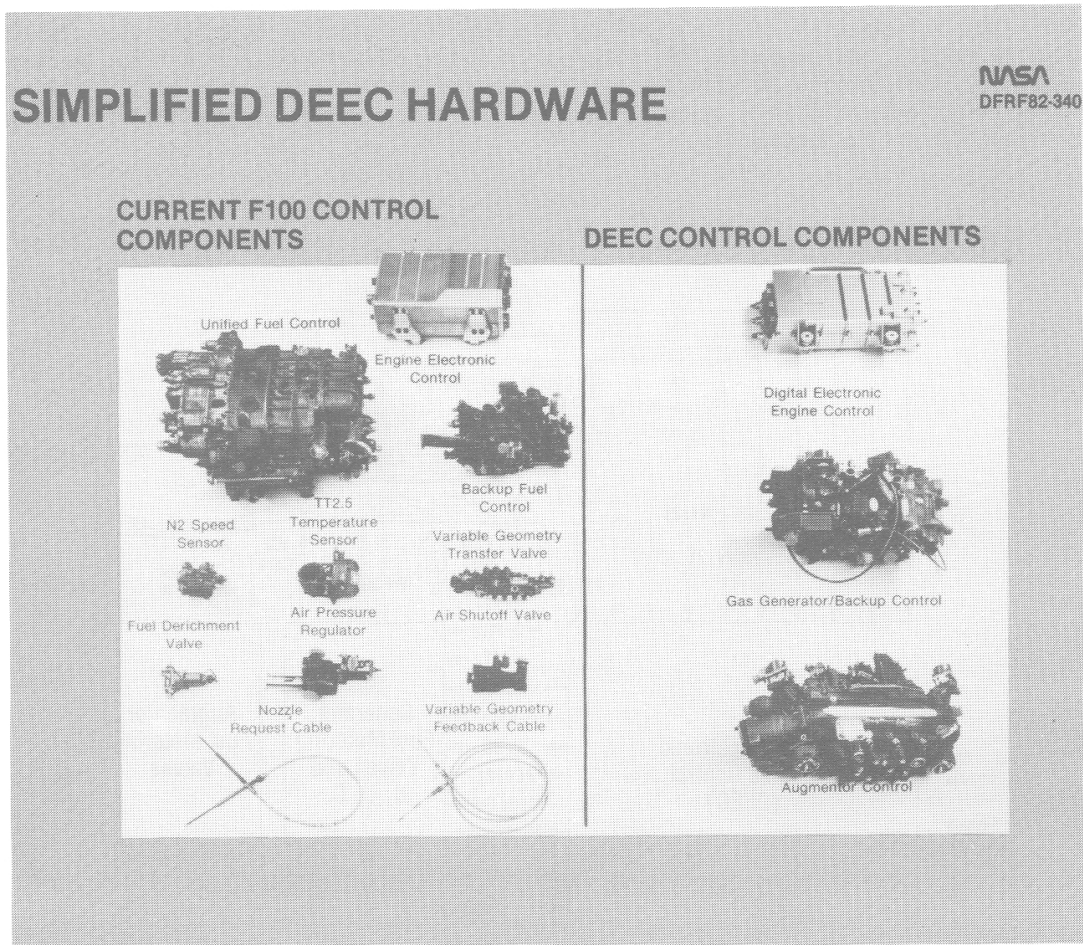 NASA
DFRF82-340
SIMPLIFIED DEEC HARDWARE
CURRENT F100 CONTROL
COMPONENTS
DEEC CONTROL COMPONENTS
Unified Fuel Control
Engine Electronic
Control
Backup Fuel
Control
N2 Speed
Sensor
TT2.5
Temperature
Sensor
Variable Geometry
Transfer Valve
Fuel Derichment
Valve
Air Pressure
Regulator
Air Shutoff Valve
Nozzle
Request Cable
Variable Geometry
Feedback Cable
Digital Electronic
Engine Control
Gas Generator/Backup Control
Augmentor Control